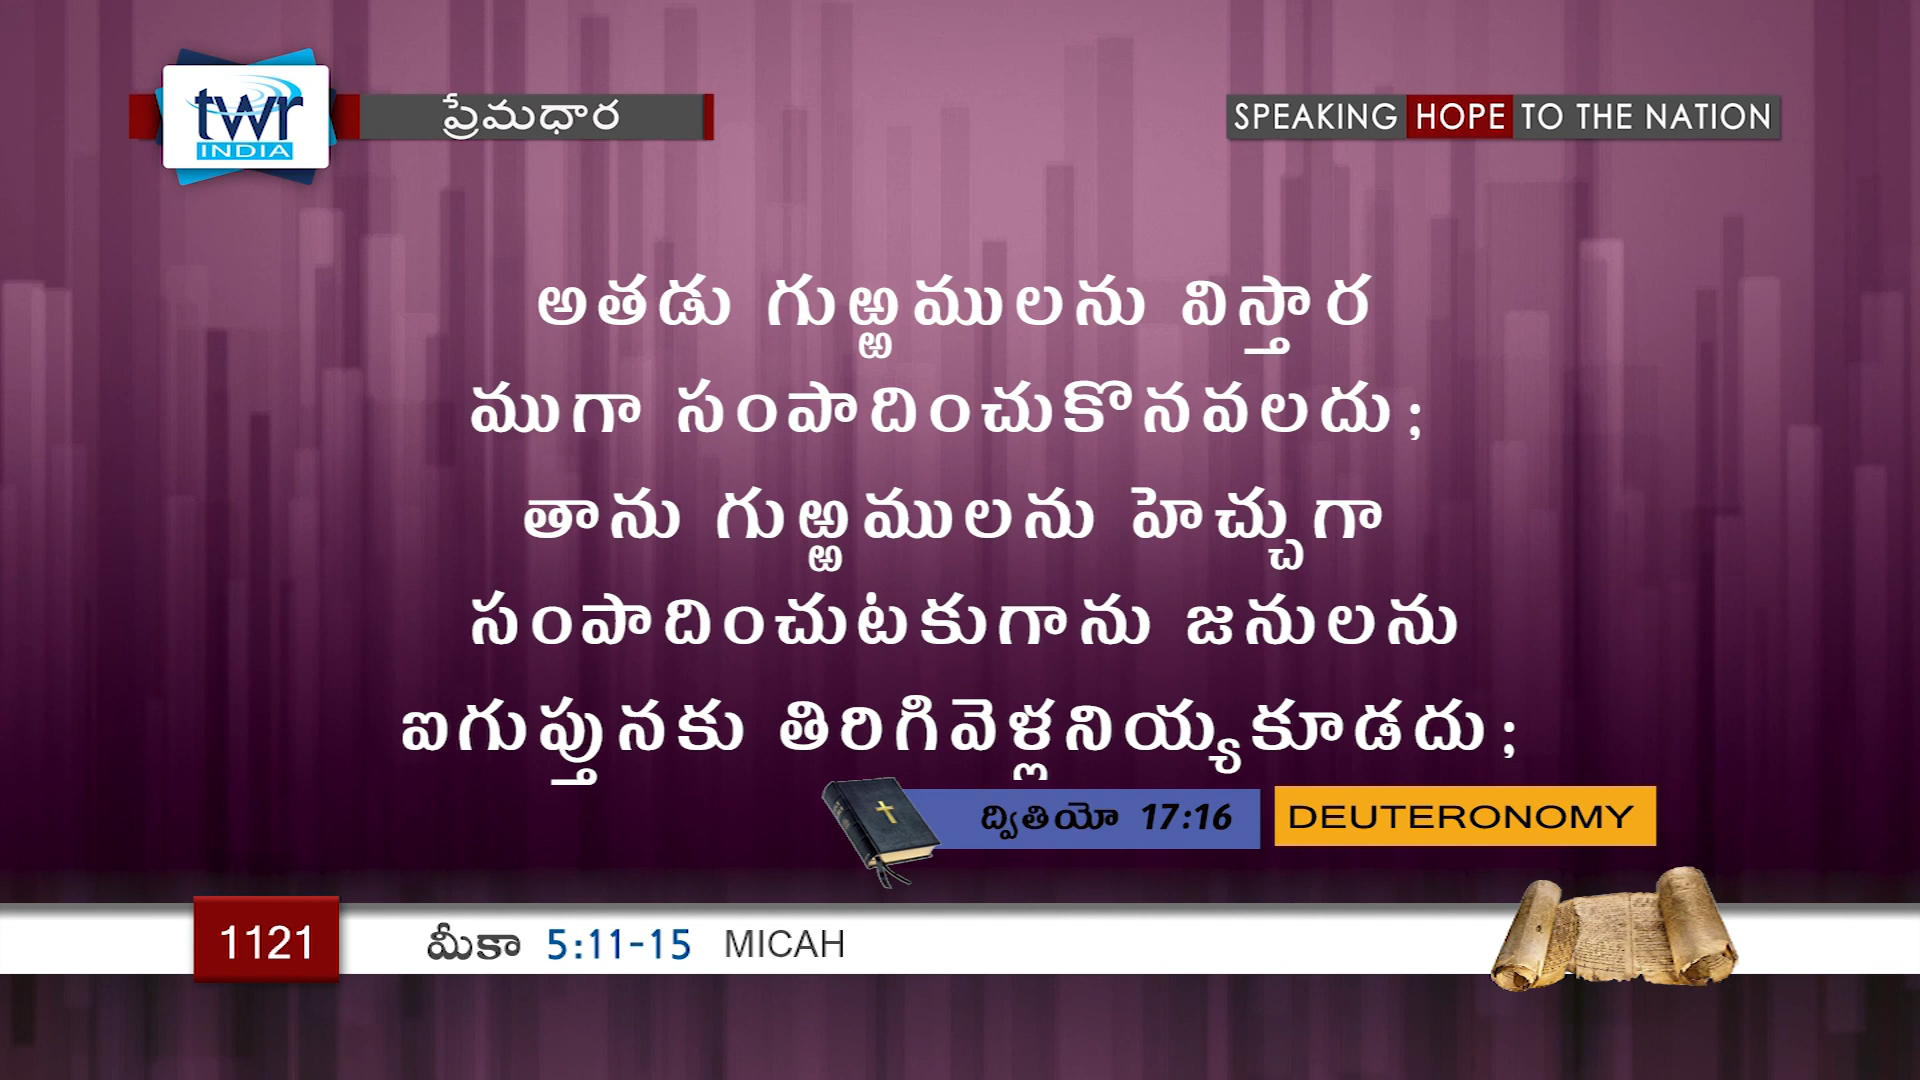 twr
INDIA
ప్రేమధార
SPEAKING HOPE TO THE NATION
అతడు గుఱ్ఱములను విస్తార
ముగా సంపాదించుకొనవలదు;
తాను గుఱ్ఱములను హెచ్చుగా
సంపాదించుటకుగాను జనులను
ఐగుప్తునకు తిరిగివెళ్లనియ్యకూడదు;
ద్వితియో 17:16 DEUTERONOMY
1121 మీకా 5:11-15 MICAH